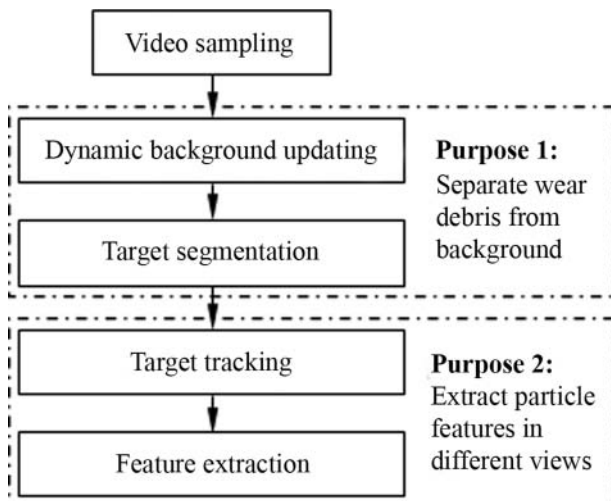 Video sampling
Dynamic background updating
Target segmentation
Purpose 1:
Separate wear
debris from
background
Target tracking
Feature extraction
Purpose 2:
Extract particle
features in
different views